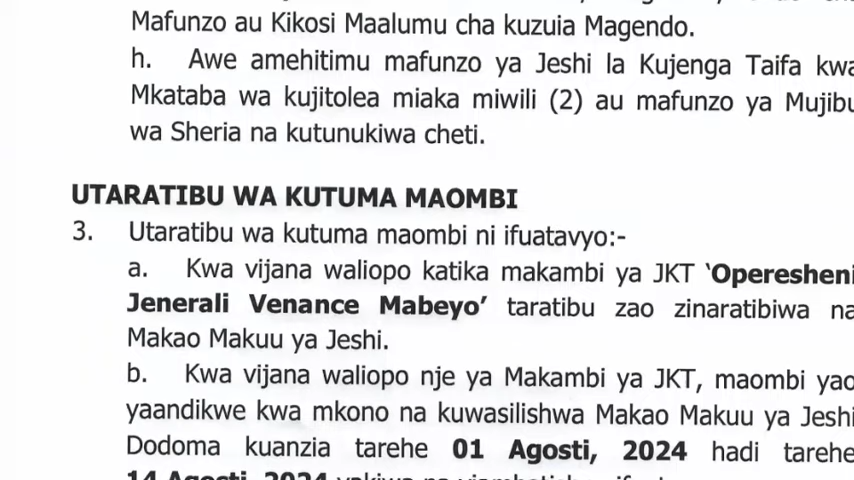 Mafunzo au Kikosi Maalumu cha kuzuia Magendo.
h. Awe amehitimu mafunzo ya Jeshi la Kujenga Taifa kwa
Mkataba wa kujitolea miaka miwili (2) au mafunzo ya Mujibu
wa Sheria na kutunukiwa cheti.
UTARATIBU WA KUTUMA MAOMBI
3. Utaratibu wa kutuma maombi ni ifuatavyo:-
a. Kwa vijana waliopo katika makambi ya JKT ‘Operesheni
Jenerali Venance Mabeyo’ taratibu zao zinaratibiwa na
Makao Makuu ya Jeshi.
b. Kwa vijana waliopo nje ya Makambi ya JKT, maombi yao
yaandikwe kwa mkono na kuwasilishwa Makao Makuu ya Jeshi
Dodoma kuanzia tarehe 01 Agosti, 2024 hadi tarehe
14 Agosti, 2024